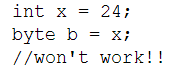 int x = 24;
byte b = x;
//won't work!!